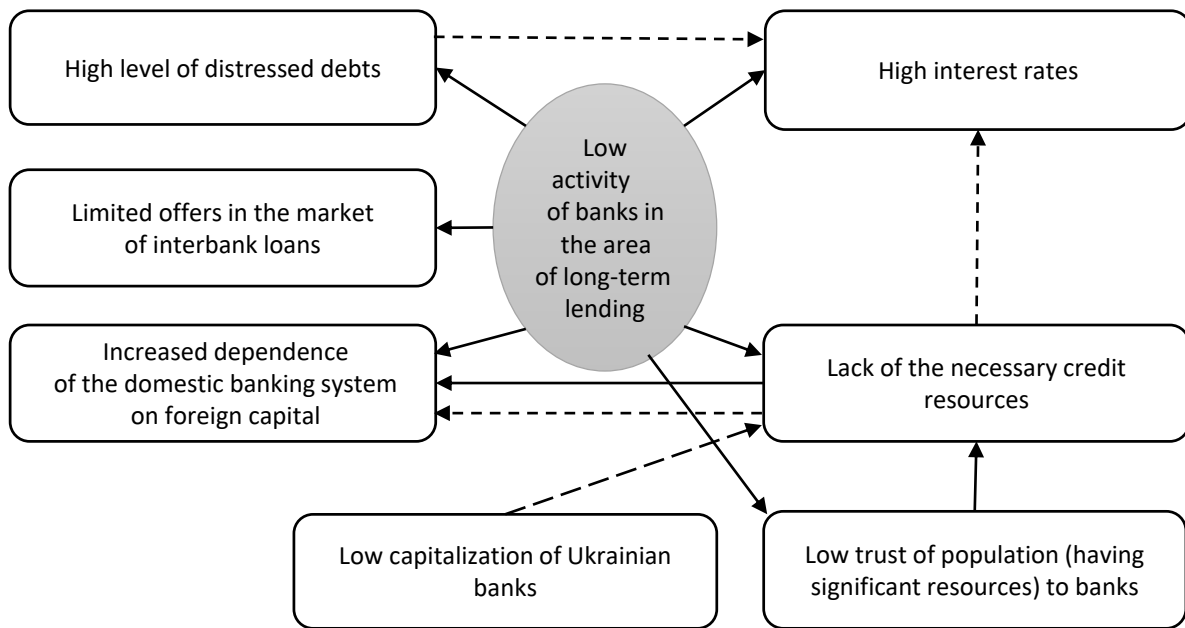 High level of distressed debts
High interest rates
Low
activity
of banks in
the area
of long-term
lending
Limited offers in the market
of interbank loans
Increased dependence
of the domestic banking system
on foreign capital
Lack of the necessary credit
resources
Low capitalization of Ukrainian
banks
Low trust of population (having
significant resources) to banks